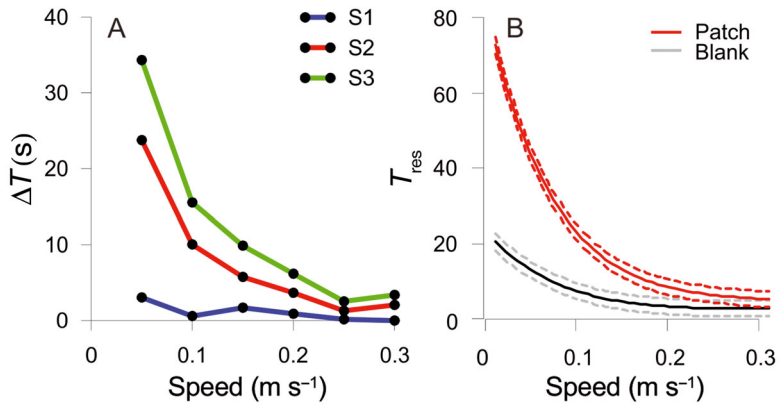 A
S1
S2
S3
ΔT (s)
40
30
20
10
0
0
0.1
0.2
0.3
Speed (m s⁻¹)
B
Patch
Blank
T_res
80
60
40
20
0
0
0.1
0.2
0.3
Speed (m s⁻¹)